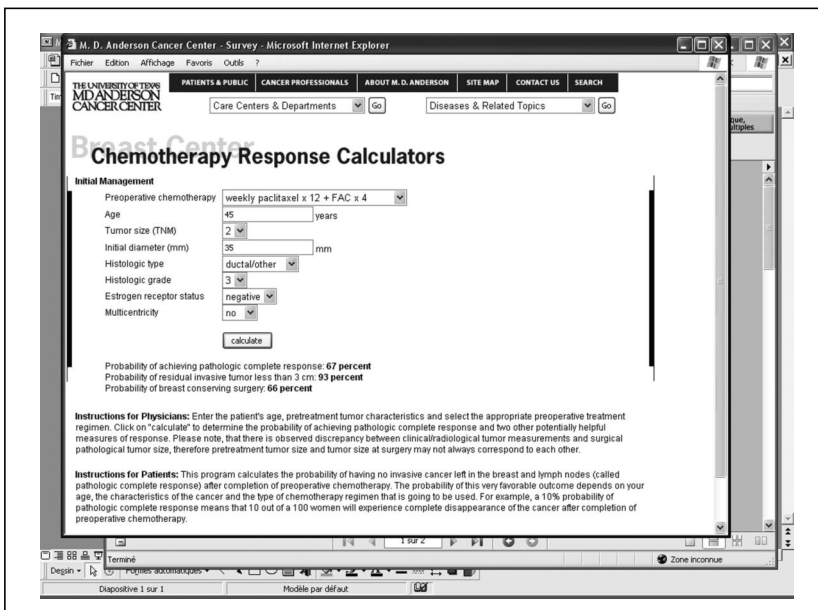 M. D. Anderson Cancer Center - Survey - Microsoft Internet Explorer
Fichier Edition Affichage Favoris Outils ?
THE UNIVERSITY OF TEXAS
MD ANDERSON
CANCER CENTER
PATIENTS & PUBLIC CANCER PROFESSIONALS ABOUT M. D. ANDERSON SITE MAP CONTACT US SEARCH
Care Centers & Departments Go Diseases & Related Topics Go
Breast Center
Chemotherapy Response Calculators
Initial Management
Preoperative chemotherapy weekly paclitaxel x 12 + FAC x 4
Age 45 years
Tumor size (TNM) 2
Initial diameter (mm) 35 mm
Histologic type ductal/other
Histologic grade 3
Estrogen receptor status negative
Multicentricity no
calculate
Probability of achieving pathologic complete response: 67 percent
Probability of residual invasive tumor less than 3 cm: 93 percent
Probability of breast conserving surgery: 66 percent
Instructions for Physicians: Enter the patient's age, pretreatment tumor characteristics and select the appropriate preoperative treatment
regimen. Click on "calculate" to determine the probability of achieving pathologic complete response and two other potentially helpful
measures of response. Please note, that there is observed discrepancy between clinical/radiological tumor measurements and surgical
pathological tumor size, therefore pretreatment tumor size and tumor size at surgery may not always correspond to each other.
Instructions for Patients: This program calculates the probability of having no invasive cancer left in the breast and lymph nodes (called
pathologic complete response) after completion of preoperative chemotherapy. The probability of this very favorable outcome depends on your
age, the characteristics of the cancer and the type of chemotherapy regimen that is going to be used. For example, a 10% probability of
pathologic complete response means that 10 out of a 100 women will experience complete disappearance of the cancer after completion of
preoperative chemotherapy.
1 sur 2
Terminé Zone inconnue
Dessin Formes automatiques
Diapositive 1 sur 1 Modèle par défaut